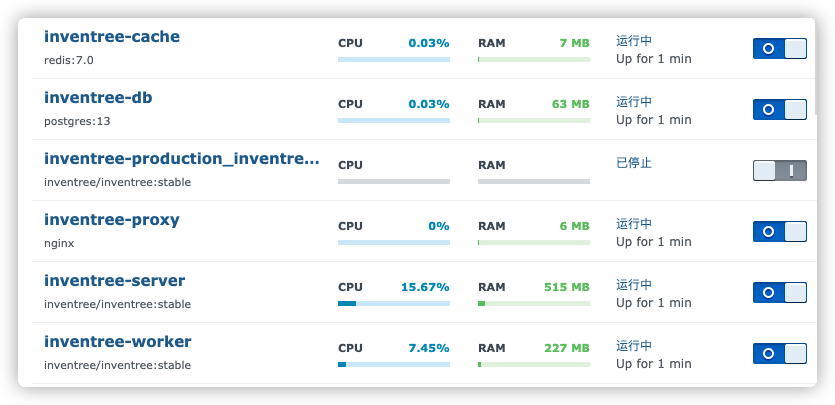 inventree-cache CPU 0.03% RAM 7 MB 运行中
redis:7.0 Up for 1 min
inventree-db CPU 0.03% RAM 63 MB 运行中
postgres:13 Up for 1 min
inventree-production_inventre... CPU RAM 已停止
inventree/inventree:stable
inventree-proxy CPU 0% RAM 6 MB 运行中
nginx Up for 1 min
inventree-server CPU 15.67% RAM 515 MB 运行中
inventree/inventree:stable Up for 1 min
inventree-worker CPU 7.45% RAM 227 MB 运行中
inventree/inventree:stable Up for 1 min